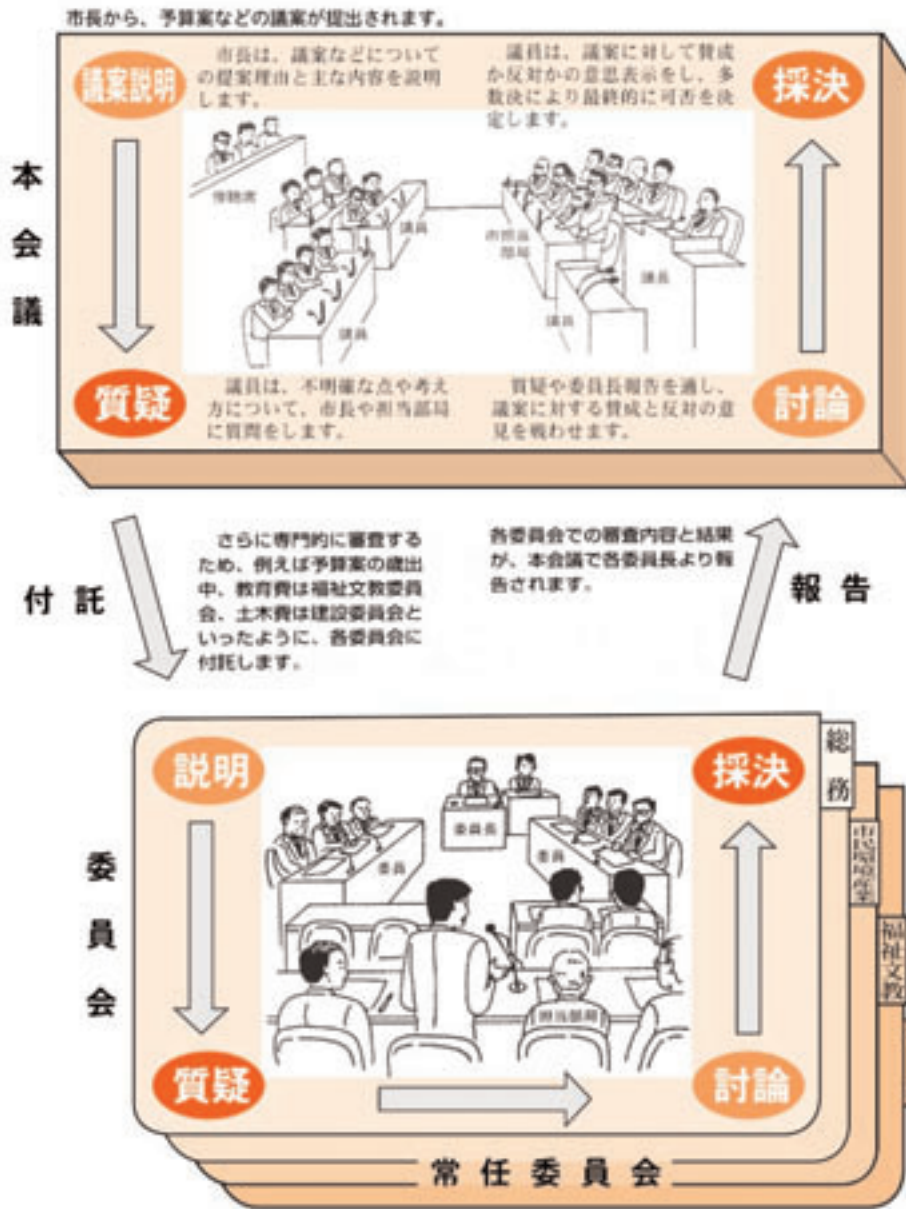 市長から、予算案などの議案が提出されます。
本会議
議案説明
市長は、議案などについて
の提案理由と主な内容を説明
します。
議員は、議案に対して賛成
か反対かの意思表示をし、多
数決により最終的に可否を決
定します。
採決
傍聴席
議員
議員
市担当
部局
議長
議員
質疑
議員は、不明確な点や考え
方について、市長や担当部局
に質問をします。
質疑や委員長報告を通し、
議案に対する賛成と反対の意
見を戦わせます。
討論
付託
さらに専門的に審査する
ため、例えば予算案の歳出
中、教育費は福祉文教委員
会、土木費は建設委員会と
いったように、各委員会に
付託します。
各委員会での審査内容と結果
が、本会議で各委員長より報
告されます。
報告
委員会
説明
採決
委員長
委員
委員
担当部局
質疑
討論
総務
市民環境産業
福祉文教
常任委員会